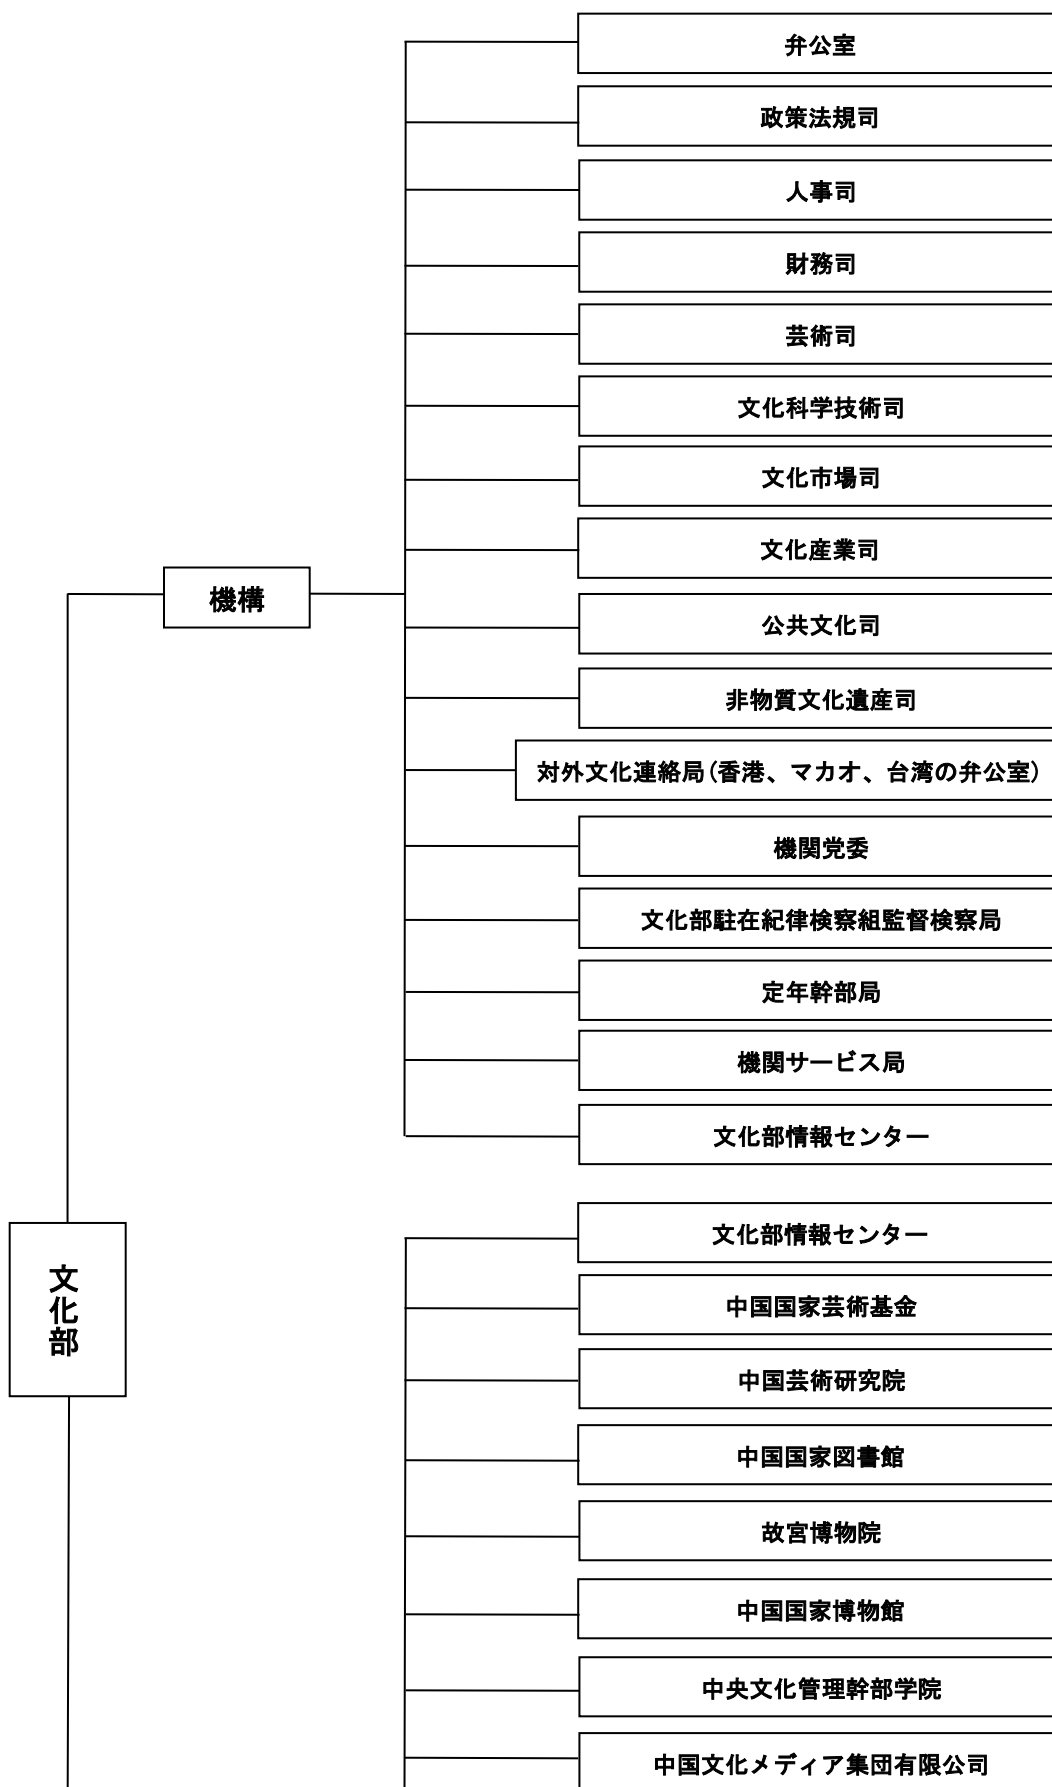 弁公室
政策法規司
人事司
財務司
芸術司
文化科学技術司
文化市場司
文化産業司
機構
公共文化司
非物質文化遺産司
対外文化連絡局(香港、マカオ、台湾の弁公室)
機関党委
文化部駐在紀律検察組監督検察局
定年幹部局
機関サービス局
文化部情報センター
文化部
文化部情報センター
中国国家芸術基金
中国芸術研究院
中国国家図書館
故宮博物院
中国国家博物館
中央文化管理幹部学院
中国文化メディア集団有限公司